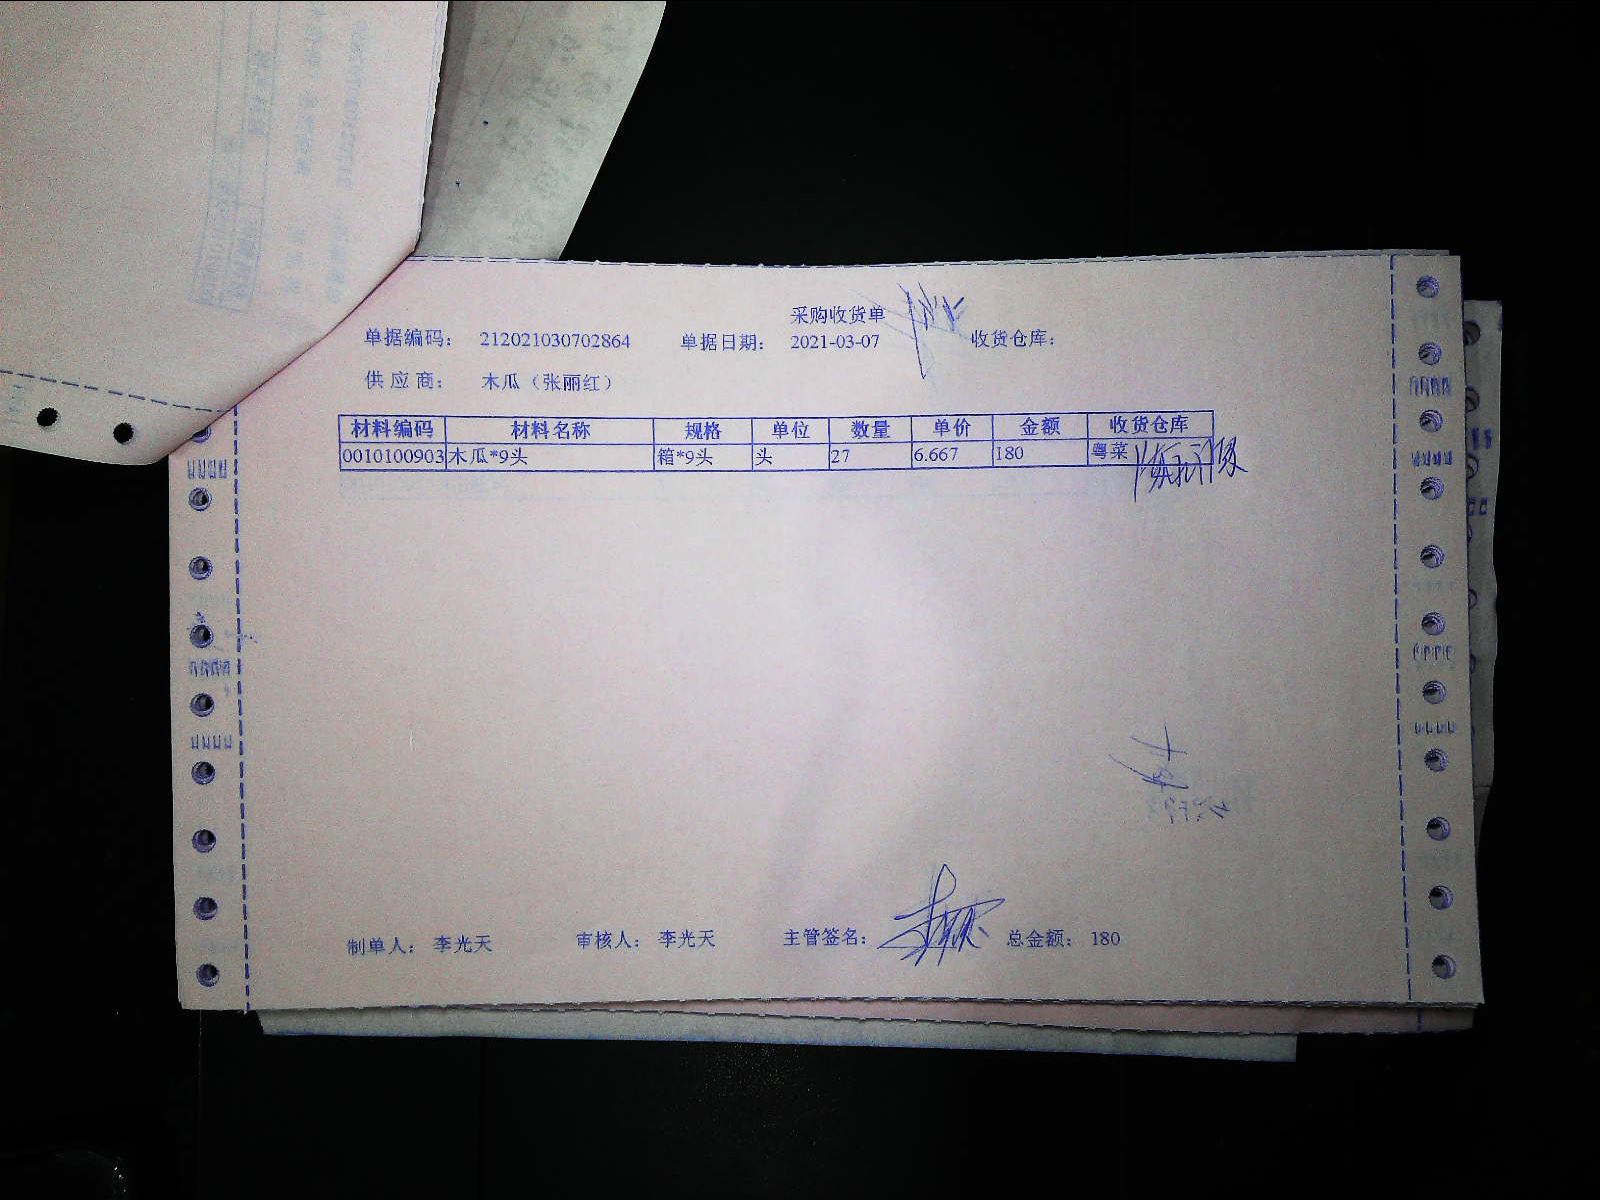 采购收货单
单据编码： 212021030702864 单据日期： 2021-03-07 收货仓库：
供应商： 木瓜（张丽红）
材料编码 材料名称 规格 单位 数量 单价 金额 收货仓库
0010100903 木瓜*9头 箱*9头 头 27 6.667 180 粤菜
制单人： 李光天 审核人： 李光天 主管签名： 总金额： 180